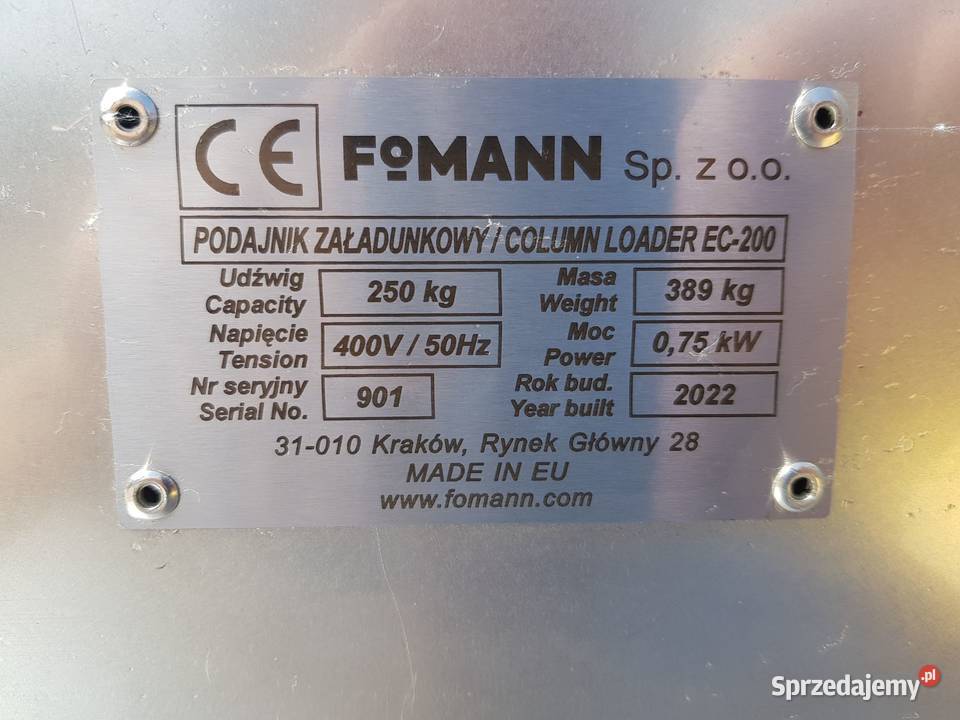 CE FOMANN Sp. z o.o.
PODAJNIK ZAŁADUNKOWY / COLUMN LOADER EC-200
Udźwig
Capacity
250 kg
Masa
Weight
389 kg
Napięcie
Tension
400V / 50Hz
Moc
Power
0,75 kW
Nr seryjny
Serial No.
901
Rok bud.
Year built
2022
31-010 Kraków, Rynek Główny 28
MADE IN EU
www.fomann.com
Sprzedajemy.pl